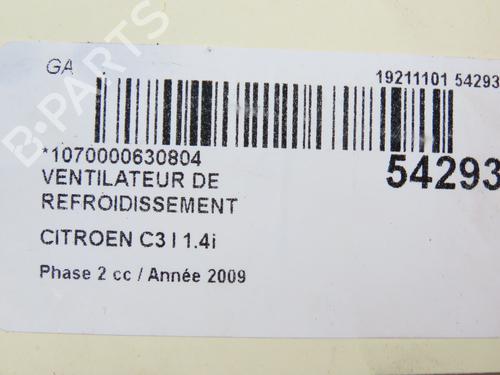 GA
19211101 54293
*1070000630804
54293
VENTILATEUR DE
REFROIDISSEMENT
CITROEN C3 I 1.4i
Phase 2 cc / Année 2009
B-PARTS